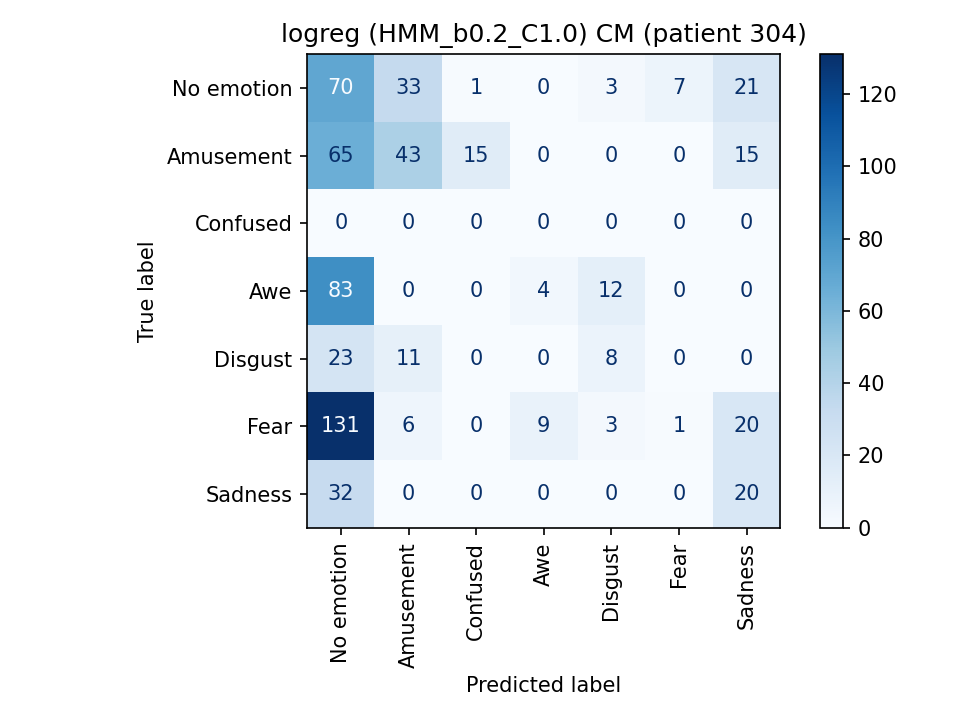 logreg (HMM_b0.2_C1.0) CM (patient 304)
No emotion 70 33 1 0 3 7 21
Amusement 65 43 15 0 0 0 15
Confused 0 0 0 0 0 0 0
Awe 83 0 0 4 12 0 0
Disgust 23 11 0 0 8 0 0
Fear 131 6 0 9 3 1 20
Sadness 32 0 0 0 0 0 20
True label
No emotion
Amusement
Confused
Awe
Disgust
Fear
Sadness
Predicted label
120
100
80
60
40
20
0